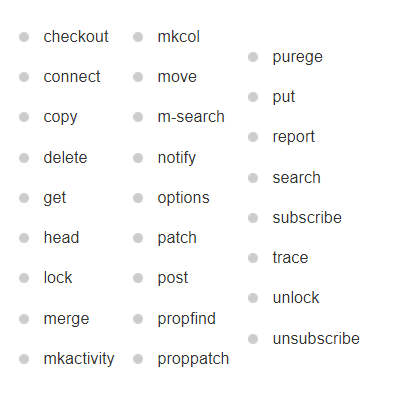 checkout
connect
copy
delete
get
head
lock
merge
mkactivity
mkcol
move
m-search
notify
options
patch
post
propfind
proppatch
purege
put
report
search
subscribe
trace
unlock
unsubscribe